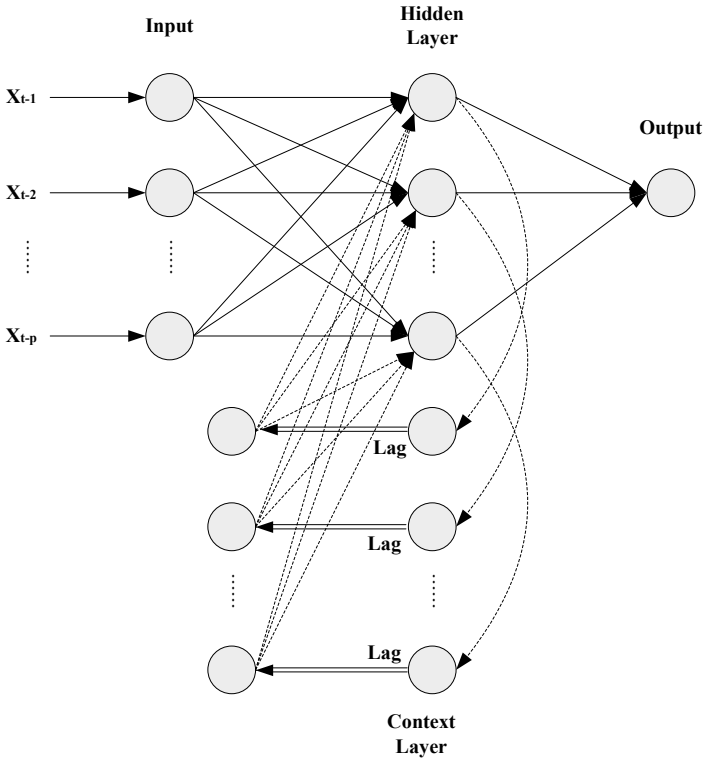 Input
Hidden
Layer
Output
Xt-1
Xt-2
Xt-p
Lag
Lag
Lag
Context
Layer